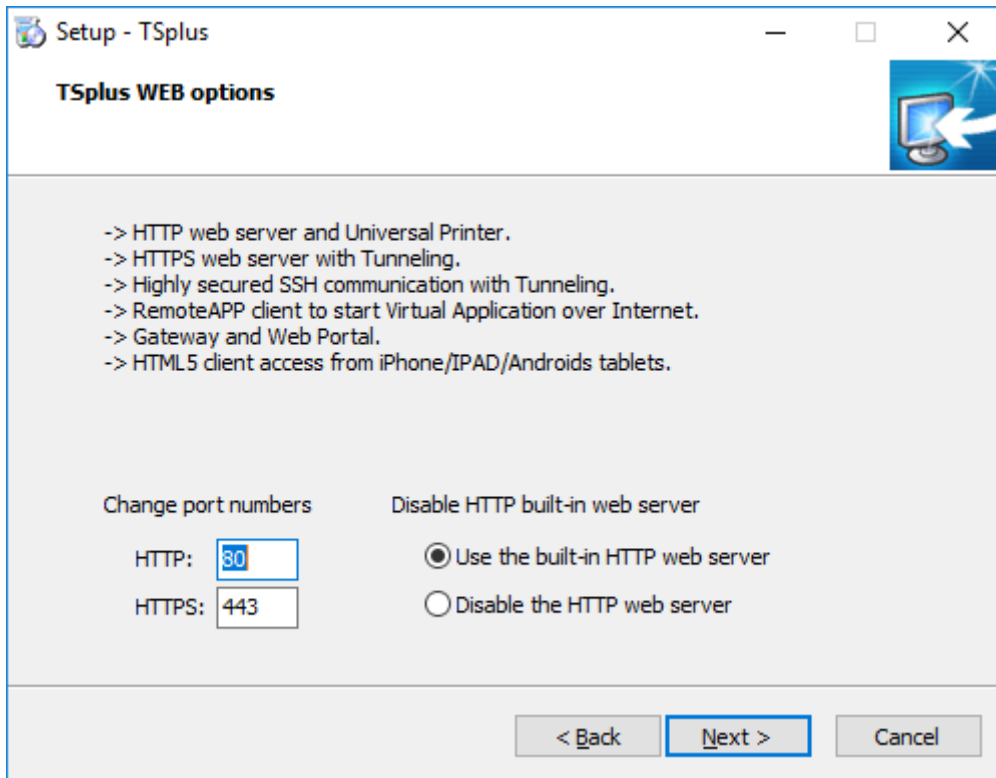 Setup - TSplus
TSplus WEB options
-> HTTP web server and Universal Printer.
-> HTTPS web server with Tunneling.
-> Highly secured SSH communication with Tunneling.
-> RemoteAPP client to start Virtual Application over Internet.
-> Gateway and Web Portal.
-> HTML5 client access from iPhone/IPAD/Androids tablets.
Change port numbers Disable HTTP built-in web server
HTTP: 80 Use the built-in HTTP web server
HTTPS: 443 Disable the HTTP web server
< Back Next > Cancel